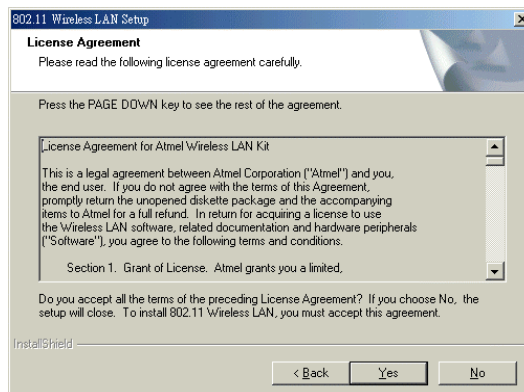 802.11 Wireless LAN Setup
License Agreement
Please read the following license agreement carefully.
Press the PAGE DOWN key to see the rest of the agreement.
License Agreement for Atmel Wireless LAN Kit
This is a legal agreement between Atmel Corporation ("Atmel") and you,
the end user. If you do not agree with the terms of this Agreement,
promptly return the unopened diskette package and the accompanying
items to Atmel for a full refund. In return for acquiring a license to use
the Wireless LAN software, related documentation and hardware peripherals
("Software"), you agree to the following terms and conditions.
Section 1. Grant of License. Atmel grants you a limited,
Do you accept all the terms of the preceding License Agreement? If you choose No, the
setup will close. To install 802.11 Wireless LAN, you must accept this agreement.
InstallShield
< Back
Yes
No